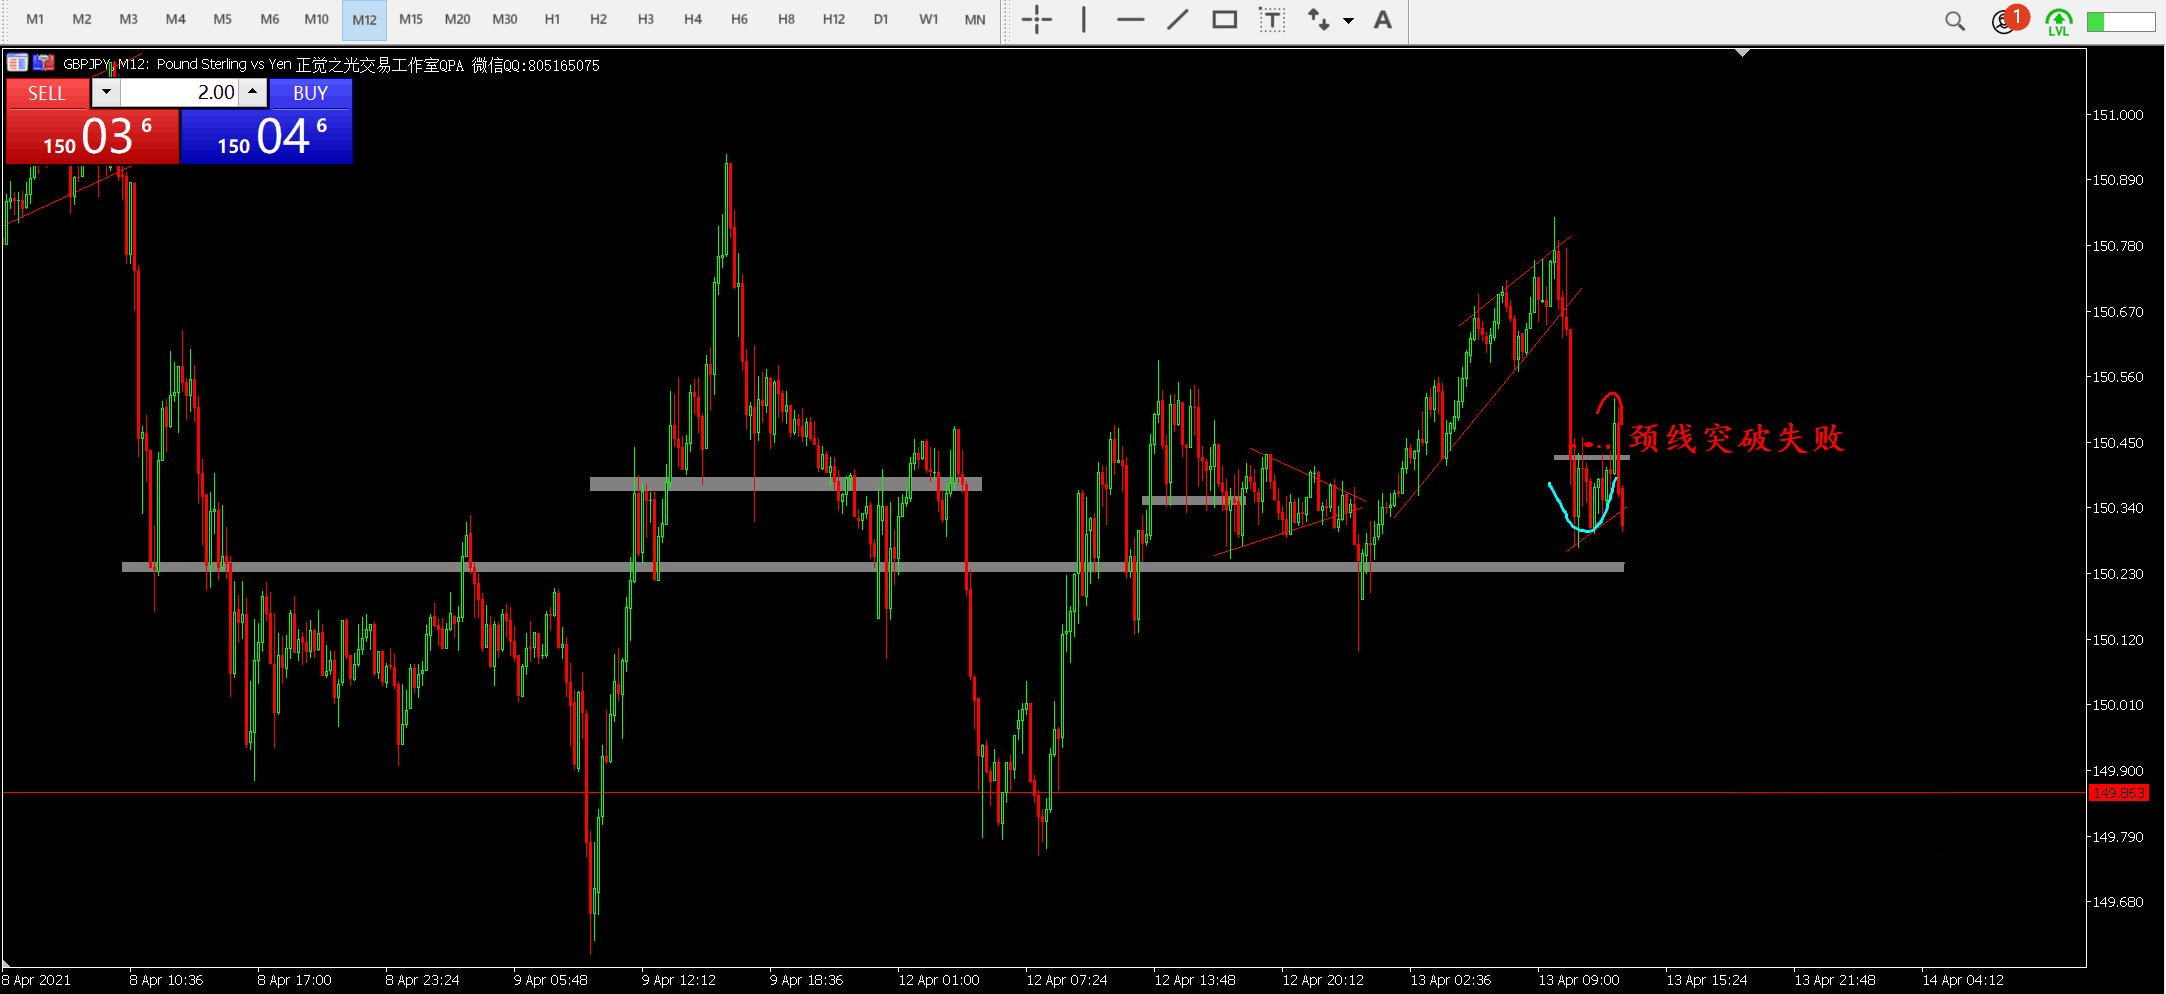 M1 M2 M3 M4 M5 M6 M10 M12 M15 M20 M30 H1 H2 H3 H4 H6 H8 H12 D1 W1 MN T A 1 LVL
GBPJPY, M12: Pound Sterling vs Yen 正觉之光交易工作室QPA 微信QQ:805165075
SELL 2.00 BUY
150 03 6 150 04 6
151.000
150.890
150.780
150.670
150.560
150.450
颈线突破失败
150.340
150.230
150.120
150.010
149.900
149.863
149.790
149.680
8 Apr 2021 8 Apr 10:36 8 Apr 17:00 8 Apr 23:24 9 Apr 05:48 9 Apr 12:12 9 Apr 18:36 12 Apr 01:00 12 Apr 07:24 12 Apr 13:48 12 Apr 20:12 13 Apr 02:36 13 Apr 09:00 13 Apr 15:24 13 Apr 21:48 14 Apr 04:12